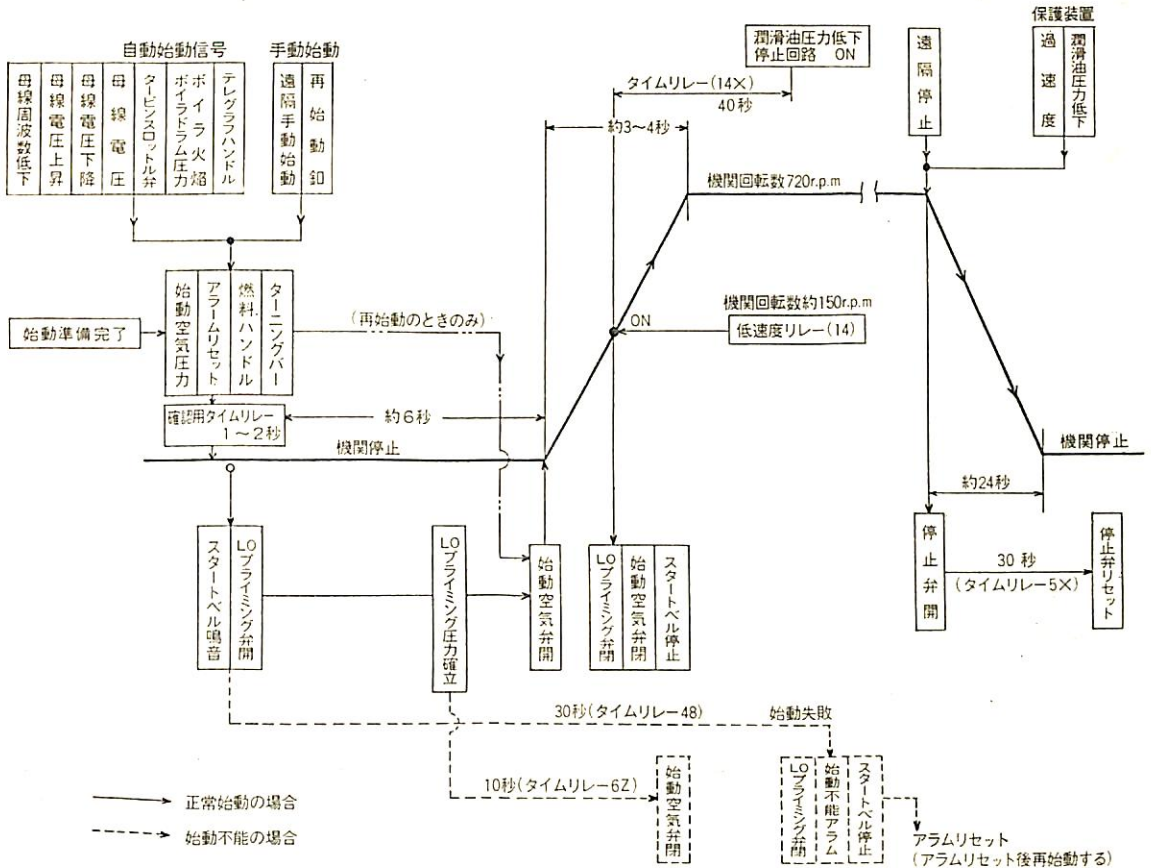 自動始動信号
手動始動
母線周波数低下
母線電圧上昇
母線電圧下降
母線電圧
タービンスロットル弁
ボイラドラム圧力
ボイラ火焔
テレグラフハンドル
遠隔手動始動
再始動釦
始動準備完了
始動空気圧力
アラームリセット
燃料ハンドル
ターニングバー
(再始動のときのみ)
確認用タイムリレー
1～2秒
約6秒
機関停止
約3～4秒
タイムリレー(14X)
40秒
潤滑油圧力低下
停止回路 ON
機関回転数720r.p.m
ON
機関回転数約150r.p.m
低速度リレー(14)
保護装置
遠隔停止
過速度
潤滑油圧力低下
機関停止
約24秒
スタートベル鳴音
LOプライミング弁開
LOプライミング圧力確立
始動空気弁開
LOプライミング弁閉
始動空気弁閉
スタートベル停止
停止弁開
30秒
(タイムリレー5X)
停止弁リセット
30秒(タイムリレー48)
始動失敗
10秒(タイムリレー6Z)
始動空気弁閉
LOプライミング弁閉
始動不能アラム
スタートベル停止
アラムリセット
(アラムリセット後再始動する)
正常始動の場合
始動不能の場合